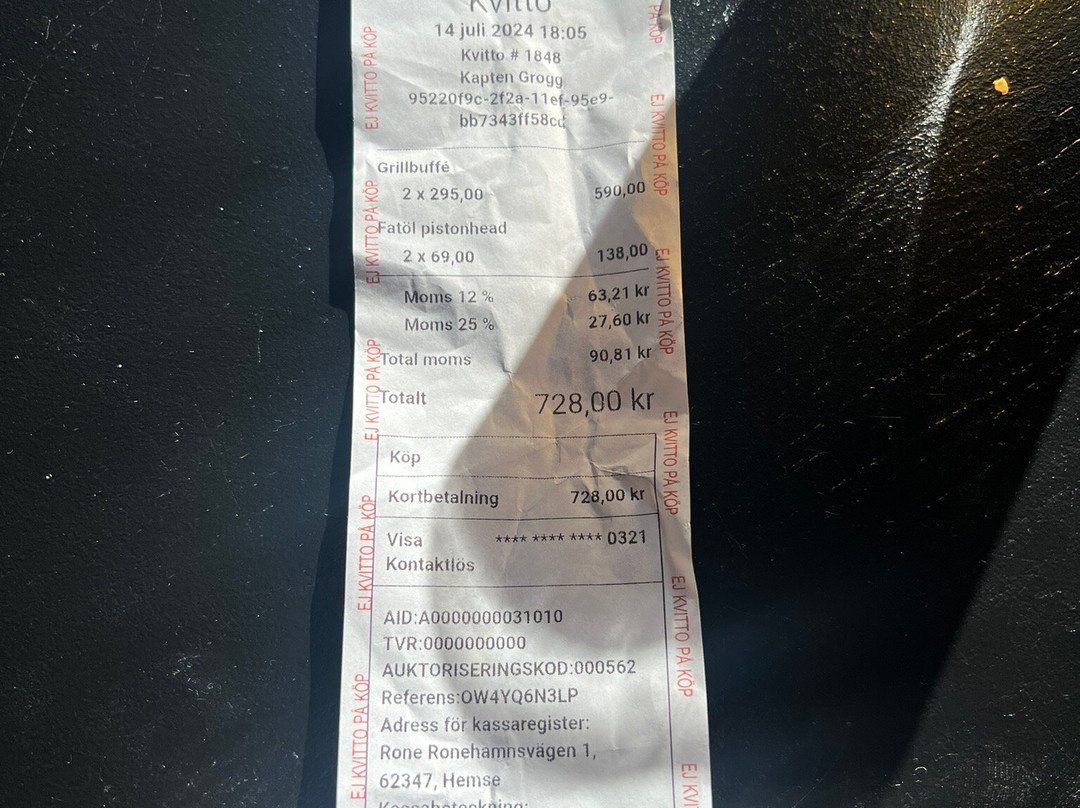 Kvitto
14 juli 2024 18:05
Kvitto # 1848
Kapten Grogg
95220f9c-2f2a-11ef-95e9-
bb7343ff58cd
Grillbuffé
2 x 295,00 590,00
Fatöl pistonhead
2 x 69,00 138,00
Moms 12 % 63,21 kr
Moms 25 % 27,60 kr
Total moms 90,81 kr
Totalt 728,00 kr
Köp
Kortbetalning 728,00 kr
Visa **** **** **** 0321
Kontaktlös
AID:A0000000031010
TVR:0000000000
AUKTORISERINGSKOD:000562
Referens:OW4YQ6N3LP
Adress för kassaregister:
Rone Ronehamnsvägen 1,
62347, Hemse
Kassabeteckning:
EJ KVITTO PÅ KÖP
EJ KVITTO PÅ KÖP
EJ KVITTO PÅ KÖP
EJ KVITTO PÅ KÖP
EJ KVITTO PÅ KÖP
PÅ KÖP
EJ KVITTO PÅ KÖP
EJ KVITTO PÅ KÖP
EJ KVITTO PÅ KÖP
EJ KVITTO PÅ KÖP
EJ KVI